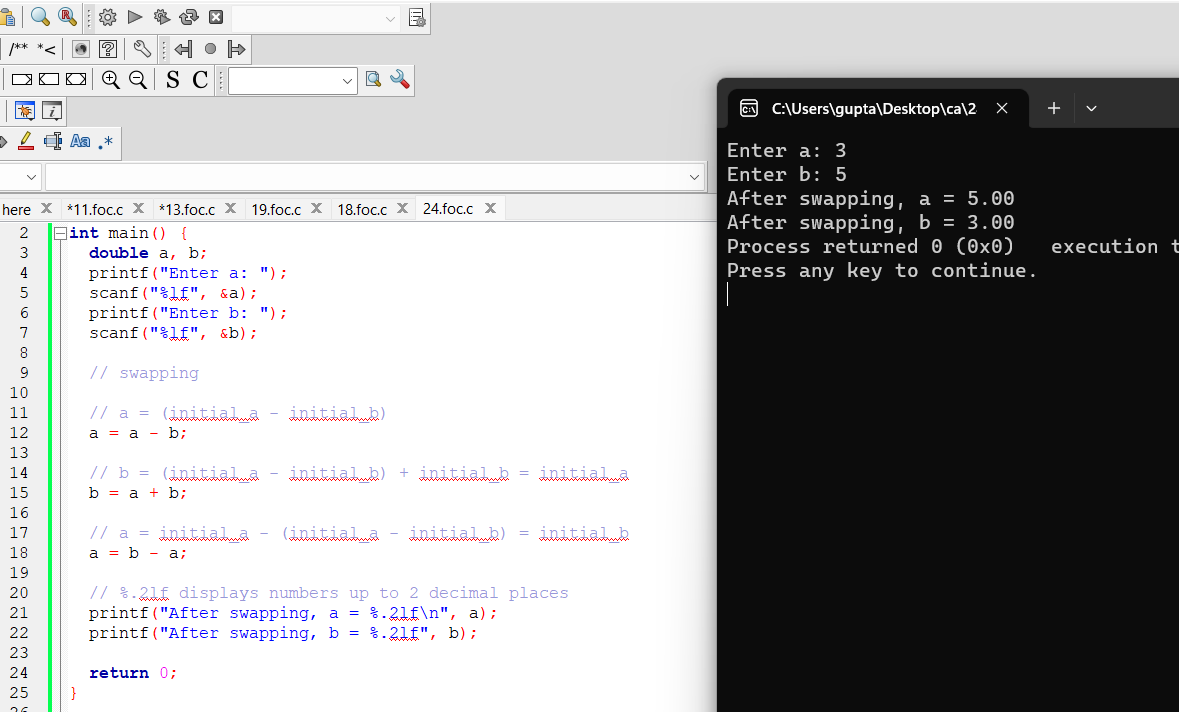 /** *<
S C
Aa .*
here X *11.foc.c X *13.foc.c X 19.foc.c X 18.foc.c X 24.foc.c X
2 int main() {
3 double a, b;
4 printf("Enter a: ");
5 scanf("%lf", &a);
6 printf("Enter b: ");
7 scanf("%lf", &b);
8
9 // swapping
10
11 // a = (initial_a - initial_b)
12 a = a - b;
13
14 // b = (initial_a - initial_b) + initial_b = initial_a
15 b = a + b;
16
17 // a = initial_a - (initial_a - initial_b) = initial_b
18 a = b - a;
19
20 // %.2lf displays numbers up to 2 decimal places
21 printf("After swapping, a = %.2lf\n", a);
22 printf("After swapping, b = %.2lf", b);
23
24 return 0;
25 }
C:\Users\gupta\Desktop\ca\2
Enter a: 3
Enter b: 5
After swapping, a = 5.00
After swapping, b = 3.00
Process returned 0 (0x0) execution t
Press any key to continue.